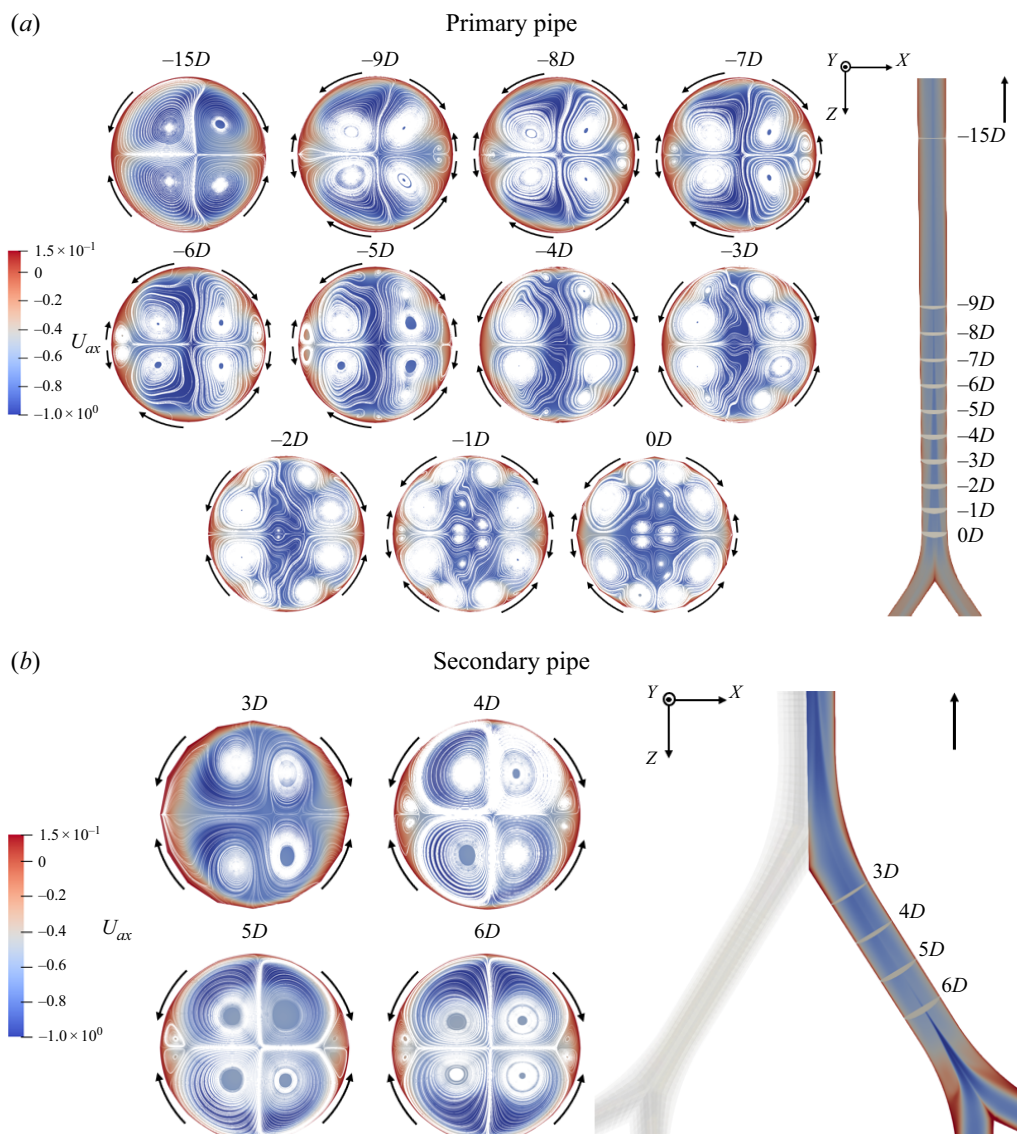 (a)
Primary pipe
–15D
–9D
–8D
–7D
Y
X
Z
–15D
–6D
–5D
–4D
–3D
1.5 × 10⁻¹
0
–0.2
–0.4
–0.6
–0.8
–1.0 × 10⁰
U_ax
–9D
–8D
–7D
–6D
–5D
–4D
–3D
–2D
–1D
0D
–2D
–1D
0D
(b)
Secondary pipe
3D
4D
Y
X
Z
1.5 × 10⁻¹
0
–0.2
–0.4
–0.6
–0.8
–1.0 × 10⁰
U_ax
5D
6D
3D
4D
5D
6D